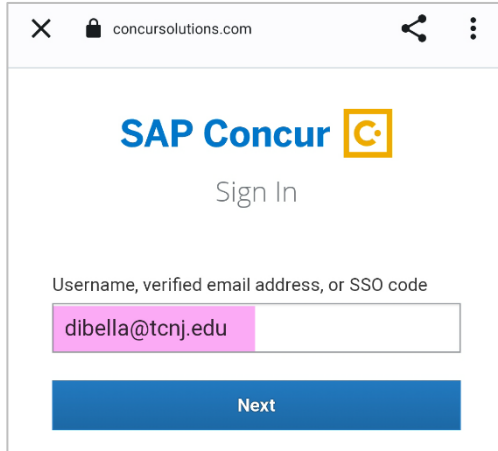 concursolutions.com
SAP Concur C.
Sign In
Username, verified email address, or SSO code
dibella@tcnj.edu
Next